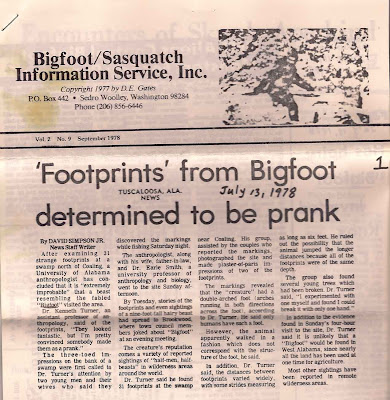 Bigfoot/Sasquatch
Information Service, Inc.
Copyright 1977 by D.E. Gates
P.O. Box 442 • Sedro Woolley, Washington 98284
Phone (206) 856-6446
Vol. 2 No. 9 September 1978
'Footprints' from Bigfoot
TUSCALOOSA, ALA.
NEWS
July 13, 1978
1
determined to be prank
By DAVID SIMPSON JR.
News Staff Writer
After examining 31
strange footprints at a
swamp north of Coaling, a
University of Alabama
anthropologist has con-
cluded that it is "extremely
improbable" that a beast
resembling the fabled
"Bigfoot" visited the area.
Dr. Kenneth Turner, an
assistant professor of an-
thropology, said of the
footprints, "They looked
fantastic, but I'm pretty
convinced somebody made
them as a prank."
The three-toed im-
pressions on the bank of a
swamp were first called to
Dr. Turner's attention by
two young men and their
wives who said they
discovered the markings
while fishing Saturday night.
The anthropologist, along
with his wife, father-in-law,
and Dr. Earle Smith, a
university professor of
anthropology and biology,
went to the site Sunday af-
ternoon.
By Tuesday, stories of the
footprints and even sightings
of a nine-foot tall hairy beast
had spread to Brookwood,
where town council mem-
bers joked about "Bigfoot"
at an evening meeting.
The creature's reputation
comes a variety of reported
sightings of "half-men, half-
beasts" in wilderness areas
around the world.
Dr. Turner said he found
31 footprints at the swamp
near Coaling. His group,
assisted by the couples who
reported the markings,
photographed the site and
made plaster-of-paris im-
pressions of two of the
footprints.
The markings revealed
that the "creature" had a
double-arched foot (arches
running in both directions
across the foot), according
to Dr. Turner. He said only
humans have such a foot.
However, the animal
apparently walked in a
fashion which does not
correspond with the struc-
ture of the foot, he said.
In addition, Dr. Turner
said, the distances between
footprints varied widely,
with some strides measuring
as long as six feet. He ruled
out the possibility that the
animal jumped the longer
distances because all of the
footprints were of the same
depth.
The group also found
several young trees which
had been broken. Dr. Turner
said, "I experimented with
one myself and found I could
break it with only one hand."
In addition to the evidence
found in Sunday's four-hour
visit to the site, Dr. Turner
said it is unlikely that a
"Bigfoot" would be found in
central Alabama, since nearly
all the land has been used at
one time for agriculture.
Most other sightings have
been reported in remote
wilderness areas.